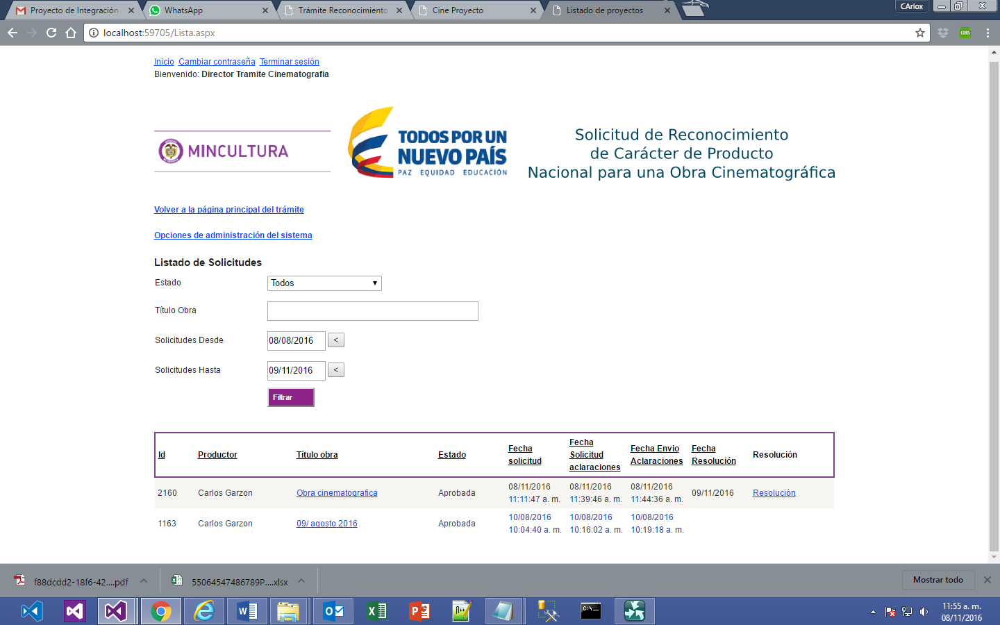 Proyecto de Integración
WhatsApp
Trámite Reconocimiento
Cine Proyecto
Listado de proyectos
CArlox
localhost:59705/Lista.aspx
CORS
Inicio Cambiar contraseña Terminar sesión
Bienvenido: Director Tramite Cinematografia
MINCULTURA
TODOS POR UN
NUEVO PAÍS
PAZ EQUIDAD EDUCACIÓN
Solicitud de Reconocimiento
de Carácter de Producto
Nacional para una Obra Cinematográfica
Volver a la página principal del trámite
Opciones de administración del sistema
Listado de Solicitudes
Estado Todos
Título Obra
Solicitudes Desde 08/08/2016 <
Solicitudes Hasta 09/11/2016 <
Filtrar
Id Productor Título obra Estado Fecha solicitud Fecha Solicitud aclaraciones Fecha Envio Aclaraciones Fecha Resolución Resolución
2160 Carlos Garzon Obra cinematografica Aprobada 08/11/2016 11:11:47 a. m. 08/11/2016 11:39:46 a. m. 08/11/2016 11:44:36 a. m. 09/11/2016 Resolución
1163 Carlos Garzon 09/ agosto 2016 Aprobada 10/08/2016 10:04:40 a. m. 10/08/2016 10:16:02 a. m. 10/08/2016 10:19:18 a. m.
f88dcdd2-18f6-42....pdf
55064547486789P....xlsx
Mostrar todo
11:55 a. m.
08/11/2016